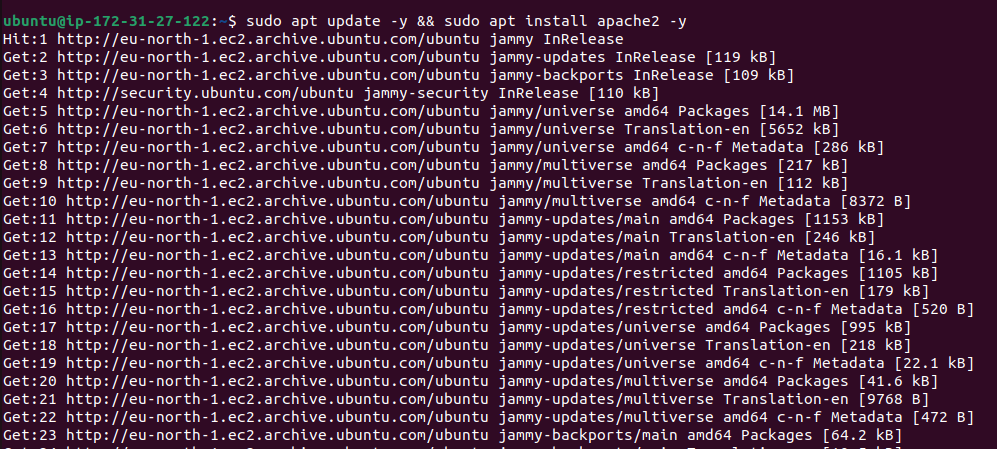 ubuntu@ip-172-31-27-122:~$ sudo apt update -y && sudo apt install apache2 -y
Hit:1 http://eu-north-1.ec2.archive.ubuntu.com/ubuntu jammy InRelease
Get:2 http://eu-north-1.ec2.archive.ubuntu.com/ubuntu jammy-updates InRelease [119 kB]
Get:3 http://eu-north-1.ec2.archive.ubuntu.com/ubuntu jammy-backports InRelease [109 kB]
Get:4 http://security.ubuntu.com/ubuntu jammy-security InRelease [110 kB]
Get:5 http://eu-north-1.ec2.archive.ubuntu.com/ubuntu jammy/universe amd64 Packages [14.1 MB]
Get:6 http://eu-north-1.ec2.archive.ubuntu.com/ubuntu jammy/universe Translation-en [5652 kB]
Get:7 http://eu-north-1.ec2.archive.ubuntu.com/ubuntu jammy/universe amd64 c-n-f Metadata [286 kB]
Get:8 http://eu-north-1.ec2.archive.ubuntu.com/ubuntu jammy/multiverse amd64 Packages [217 kB]
Get:9 http://eu-north-1.ec2.archive.ubuntu.com/ubuntu jammy/multiverse Translation-en [112 kB]
Get:10 http://eu-north-1.ec2.archive.ubuntu.com/ubuntu jammy/multiverse amd64 c-n-f Metadata [8372 B]
Get:11 http://eu-north-1.ec2.archive.ubuntu.com/ubuntu jammy-updates/main amd64 Packages [1153 kB]
Get:12 http://eu-north-1.ec2.archive.ubuntu.com/ubuntu jammy-updates/main Translation-en [246 kB]
Get:13 http://eu-north-1.ec2.archive.ubuntu.com/ubuntu jammy-updates/main amd64 c-n-f Metadata [16.1 kB]
Get:14 http://eu-north-1.ec2.archive.ubuntu.com/ubuntu jammy-updates/restricted amd64 Packages [1105 kB]
Get:15 http://eu-north-1.ec2.archive.ubuntu.com/ubuntu jammy-updates/restricted Translation-en [179 kB]
Get:16 http://eu-north-1.ec2.archive.ubuntu.com/ubuntu jammy-updates/restricted amd64 c-n-f Metadata [520 B]
Get:17 http://eu-north-1.ec2.archive.ubuntu.com/ubuntu jammy-updates/universe amd64 Packages [995 kB]
Get:18 http://eu-north-1.ec2.archive.ubuntu.com/ubuntu jammy-updates/universe Translation-en [218 kB]
Get:19 http://eu-north-1.ec2.archive.ubuntu.com/ubuntu jammy-updates/universe amd64 c-n-f Metadata [22.1 kB]
Get:20 http://eu-north-1.ec2.archive.ubuntu.com/ubuntu jammy-updates/multiverse amd64 Packages [41.6 kB]
Get:21 http://eu-north-1.ec2.archive.ubuntu.com/ubuntu jammy-updates/multiverse Translation-en [9768 B]
Get:22 http://eu-north-1.ec2.archive.ubuntu.com/ubuntu jammy-updates/multiverse amd64 c-n-f Metadata [472 B]
Get:23 http://eu-north-1.ec2.archive.ubuntu.com/ubuntu jammy-backports/main amd64 Packages [64.2 kB]